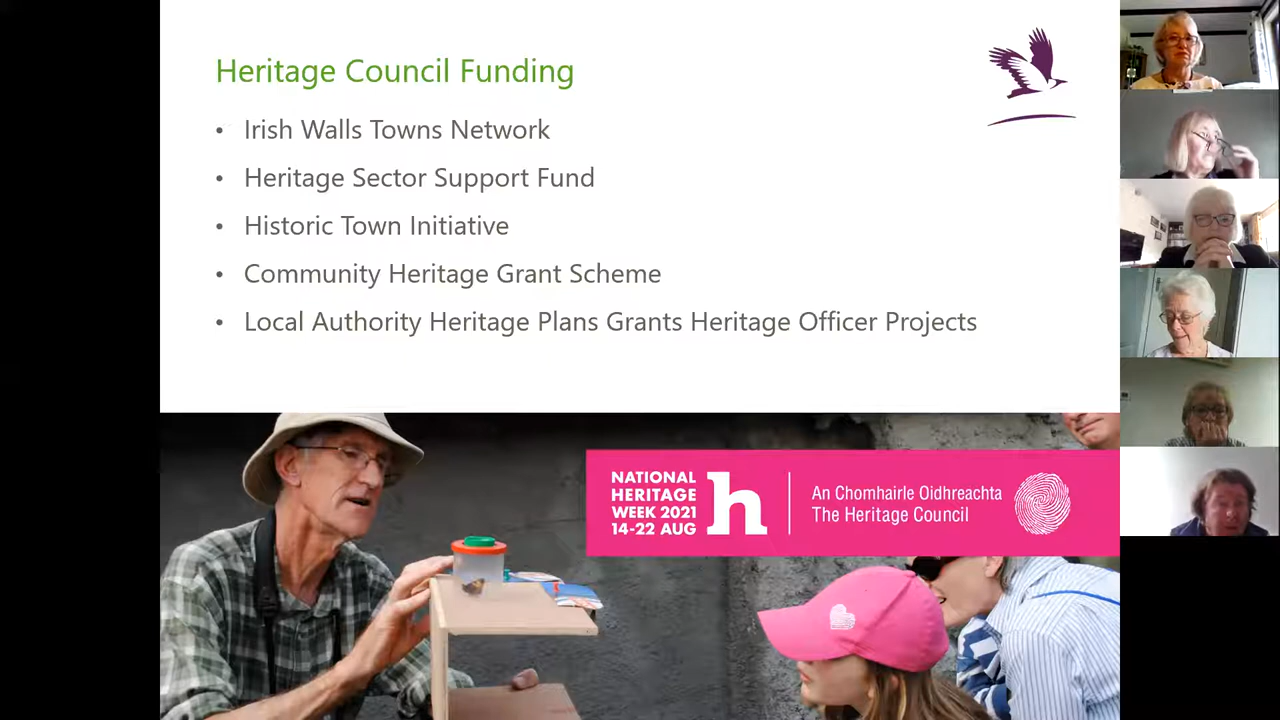 Heritage Council Funding
• Irish Walls Towns Network
• Heritage Sector Support Fund
• Historic Town Initiative
• Community Heritage Grant Scheme
• Local Authority Heritage Plans Grants Heritage Officer Projects
NATIONAL
HERITAGE
WEEK 2021
14-22 AUG
h
An Chomhairle Oidhreachta
The Heritage Council